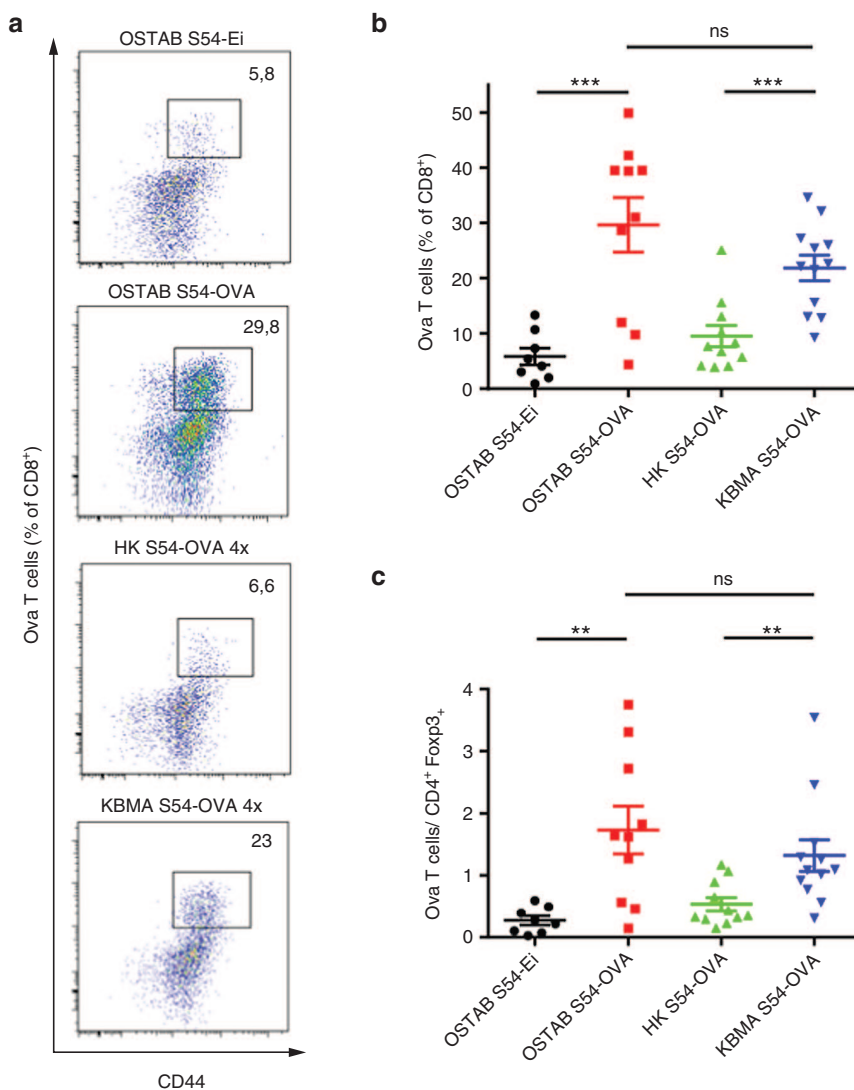 a
OSTAB S54-Ei
5,8
OSTAB S54-OVA
29,8
HK S54-OVA 4x
6,6
KBMA S54-OVA 4x
23
Ova T cells (% of CD8⁺)
CD44
b
ns
*** ***
50
40
30
20
10
0
Ova T cells (% of CD8⁺)
OSTAB S54-Ei
OSTAB S54-OVA
HK S54-OVA
KBMA S54-OVA
c
ns
** **
4
3
2
1
0
Ova T cells/ CD4⁺ Foxp3₊
OSTAB S54-Ei
OSTAB S54-OVA
HK S54-OVA
KBMA S54-OVA